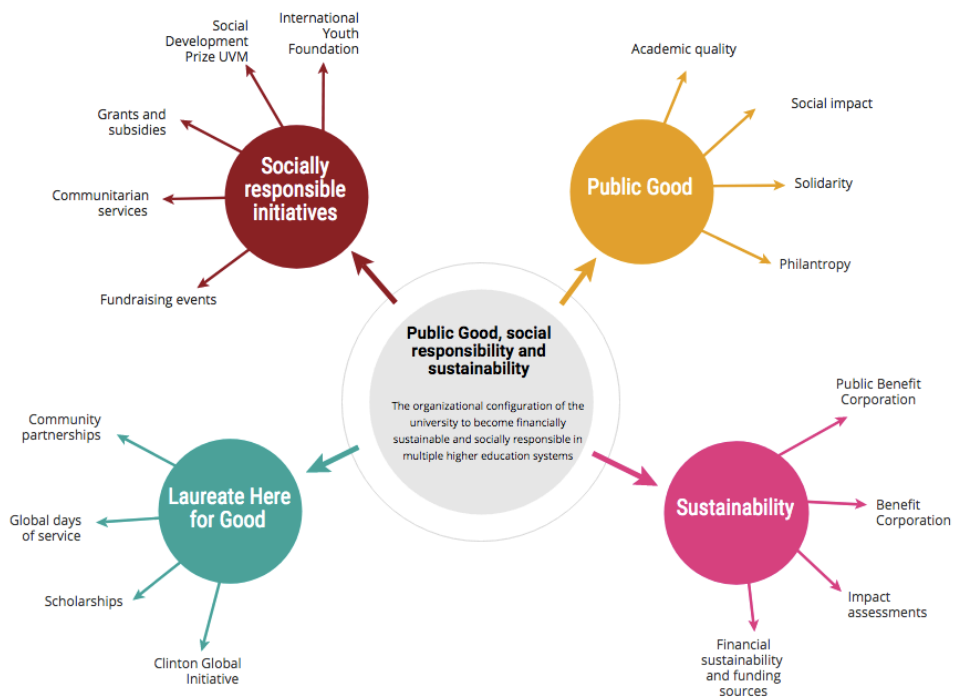 Social
Development
Prize UVM
International
Youth
Foundation
Grants and
subsidies
Communitarian
services
Fundraising events
Socially
responsible
initiatives
Academic quality
Social impact
Solidarity
Philantropy
Public Good
Public Good, social
responsibility and
sustainability
The organizational configuration of the
university to become financially
sustainable and socially responsible in
multiple higher education systems
Community
partnerships
Global days
of service
Scholarships
Clinton Global
Initiative
Laureate Here
for Good
Public Benefit
Corporation
Benefit
Corporation
Impact
assessments
Financial
sustainability
and funding
sources
Sustainability